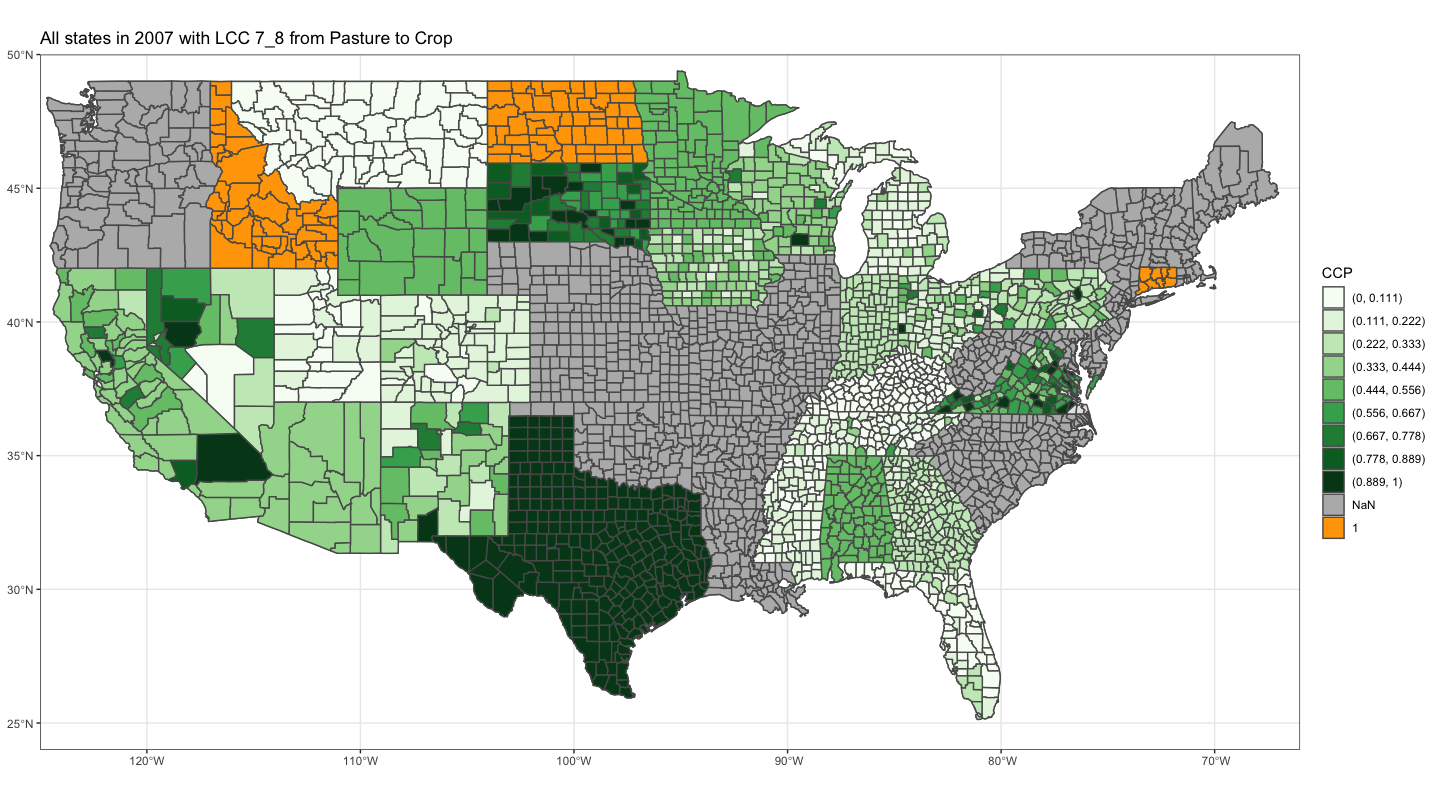 All states in 2007 with LCC 7_8 from Pasture to Crop
50°N
45°N
40°N
35°N
30°N
25°N
120°W
110°W
100°W
90°W
80°W
70°W
CCP
(0, 0.111)
(0.111, 0.222)
(0.222, 0.333)
(0.333, 0.444)
(0.444, 0.556)
(0.556, 0.667)
(0.667, 0.778)
(0.778, 0.889)
(0.889, 1)
NaN
1